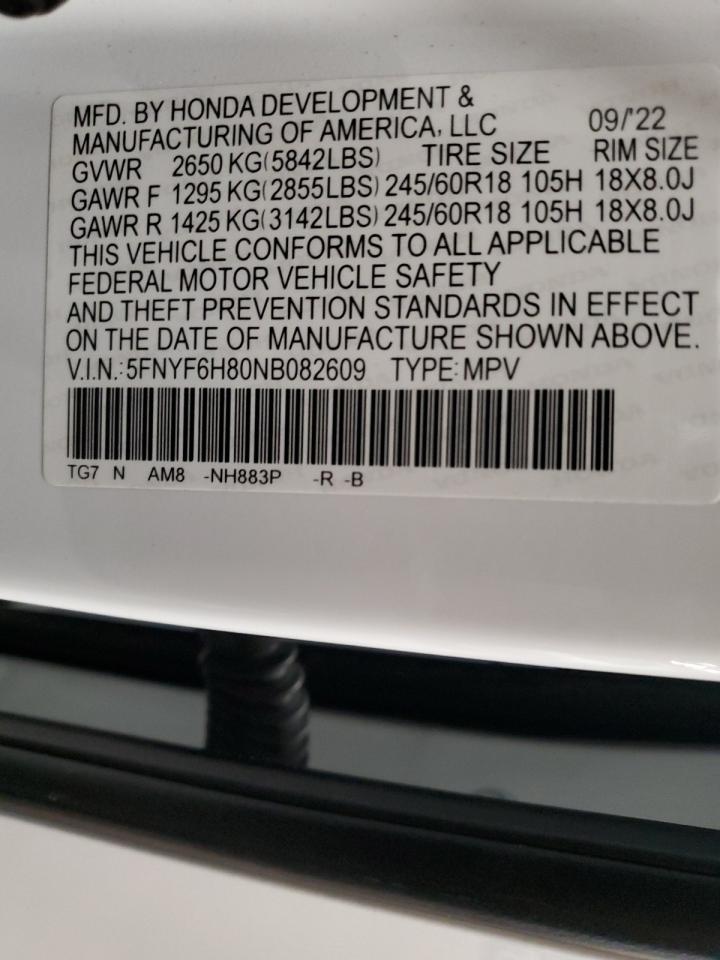 MFD. BY HONDA DEVELOPMENT &
MANUFACTURING OF AMERICA, LLC 09/'22
GVWR 2650 KG(5842LBS) TIRE SIZE RIM SIZE
GAWR F 1295 KG(2855LBS) 245/60R18 105H 18X8.0J
GAWR R 1425 KG(3142LBS) 245/60R18 105H 18X8.0J
THIS VEHICLE CONFORMS TO ALL APPLICABLE
FEDERAL MOTOR VEHICLE SAFETY
AND THEFT PREVENTION STANDARDS IN EFFECT
ON THE DATE OF MANUFACTURE SHOWN ABOVE.
V.I.N.: 5FNYF6H80NB082609 TYPE: MPV
TG7 N AM8 -NH883P -R -B